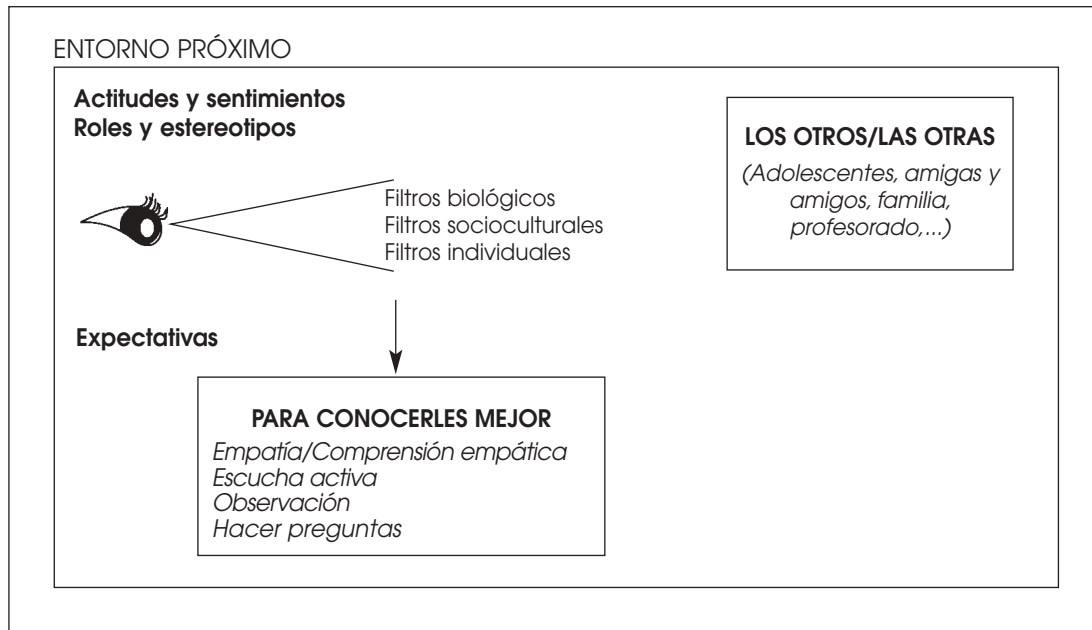 ENTORNO PRÓXIMO
Actitudes y sentimientos
Roles y estereotipos
LOS OTROS/LAS OTRAS
(Adolescentes, amigas y
amigos, familia,
profesorado,...)
Filtros biológicos
Filtros socioculturales
Filtros individuales
Expectativas
PARA CONOCERLES MEJOR
Empatía/Comprensión empática
Escucha activa
Observación
Hacer preguntas